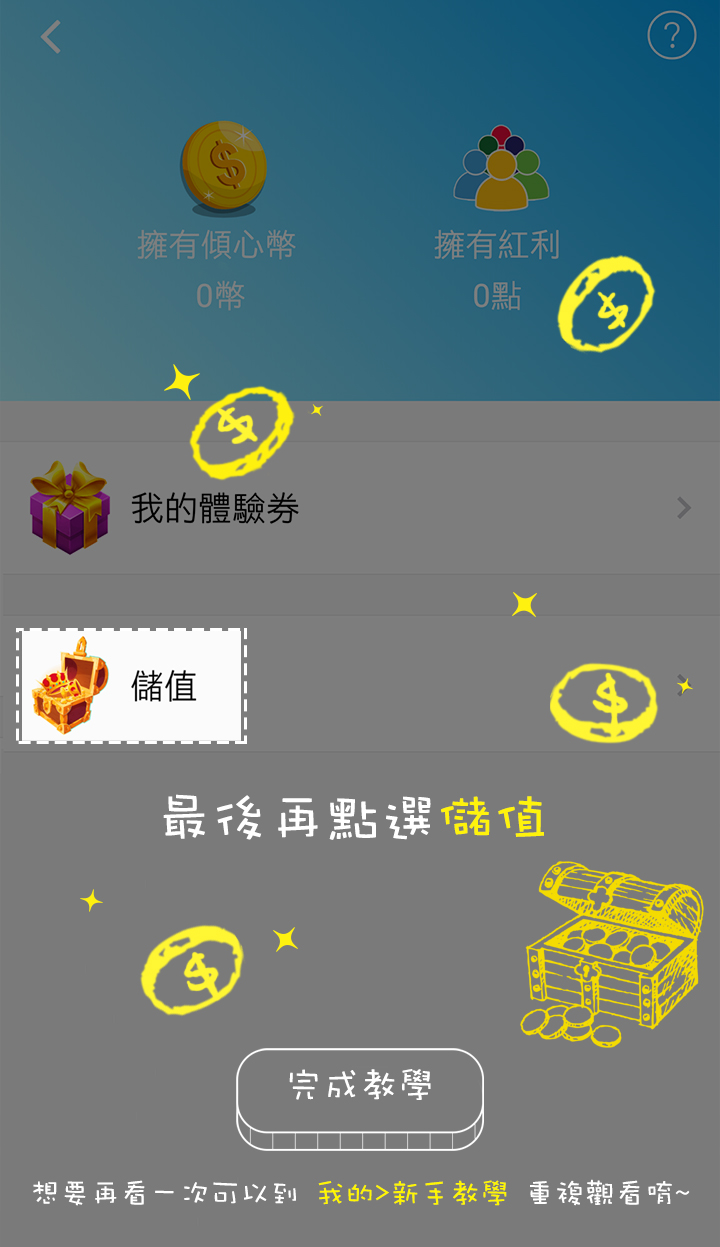 擁有傾心幣
擁有紅利
0幣
0點
我的體驗券
儲值
最後再點選儲值
完成教學
想要再看一次可以到 我的>新手教學 重複觀看唷~